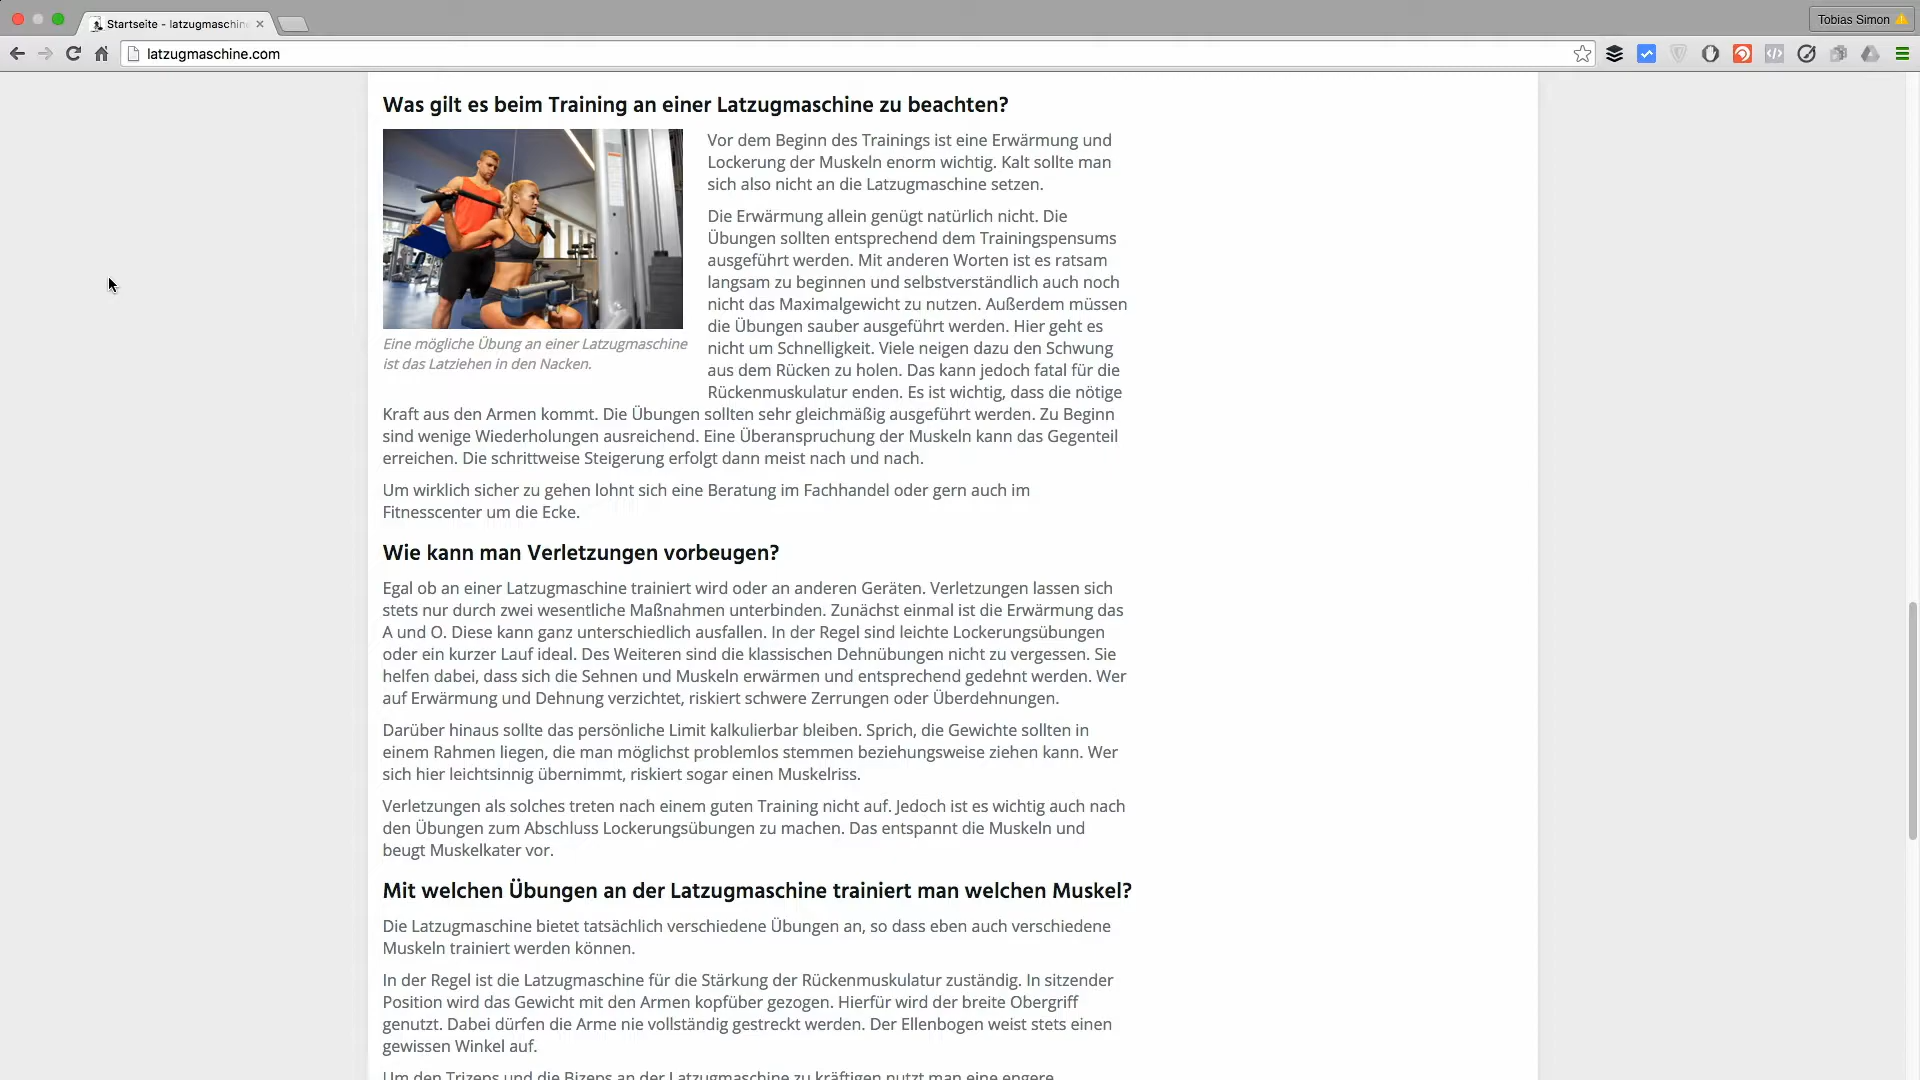 Startseite - latzugmaschine
Tobias Simon
latzugmaschine.com
Was gilt es beim Training an einer Latzugmaschine zu beachten?
Vor dem Beginn des Trainings ist eine Erwärmung und
Lockerung der Muskeln enorm wichtig. Kalt sollte man
sich also nicht an die Latzugmaschine setzen.
Die Erwärmung allein genügt natürlich nicht. Die
Übungen sollten entsprechend dem Trainingspensums
ausgeführt werden. Mit anderen Worten ist es ratsam
langsam zu beginnen und selbstverständlich auch noch
nicht das Maximalgewicht zu nutzen. Außerdem müssen
die Übungen sauber ausgeführt werden. Hier geht es
nicht um Schnelligkeit. Viele neigen dazu den Schwung
aus dem Rücken zu holen. Das kann jedoch fatal für die
Rückenmuskulatur enden. Es ist wichtig, dass die nötige
Eine mögliche Übung an einer Latzugmaschine
ist das Latziehen in den Nacken.
Kraft aus den Armen kommt. Die Übungen sollten sehr gleichmäßig ausgeführt werden. Zu Beginn
sind wenige Wiederholungen ausreichend. Eine Überanspruchung der Muskeln kann das Gegenteil
erreichen. Die schrittweise Steigerung erfolgt dann meist nach und nach.
Um wirklich sicher zu gehen lohnt sich eine Beratung im Fachhandel oder gern auch im
Fitnesscenter um die Ecke.
Wie kann man Verletzungen vorbeugen?
Egal ob an einer Latzugmaschine trainiert wird oder an anderen Geräten. Verletzungen lassen sich
stets nur durch zwei wesentliche Maßnahmen unterbinden. Zunächst einmal ist die Erwärmung das
A und O. Diese kann ganz unterschiedlich ausfallen. In der Regel sind leichte Lockerungsübungen
oder ein kurzer Lauf ideal. Des Weiteren sind die klassischen Dehnübungen nicht zu vergessen. Sie
helfen dabei, dass sich die Sehnen und Muskeln erwärmen und entsprechend gedehnt werden. Wer
auf Erwärmung und Dehnung verzichtet, riskiert schwere Zerrungen oder Überdehnungen.
Darüber hinaus sollte das persönliche Limit kalkulierbar bleiben. Sprich, die Gewichte sollten in
einem Rahmen liegen, die man möglichst problemlos stemmen beziehungsweise ziehen kann. Wer
sich hier leichtsinnig übernimmt, riskiert sogar einen Muskelriss.
Verletzungen als solches treten nach einem guten Training nicht auf. Jedoch ist es wichtig auch nach
den Übungen zum Abschluss Lockerungsübungen zu machen. Das entspannt die Muskeln und
beugt Muskelkater vor.
Mit welchen Übungen an der Latzugmaschine trainiert man welchen Muskel?
Die Latzugmaschine bietet tatsächlich verschiedene Übungen an, so dass eben auch verschiedene
Muskeln trainiert werden können.
In der Regel ist die Latzugmaschine für die Stärkung der Rückenmuskulatur zuständig. In sitzender
Position wird das Gewicht mit den Armen kopfüber gezogen. Hierfür wird der breite Obergriff
genutzt. Dabei dürfen die Arme nie vollständig gestreckt werden. Der Ellenbogen weist stets einen
gewissen Winkel auf.
Um den Trizeps und die Bizeps an der Latzugmaschine zu kräftigen nutzt man eine engere